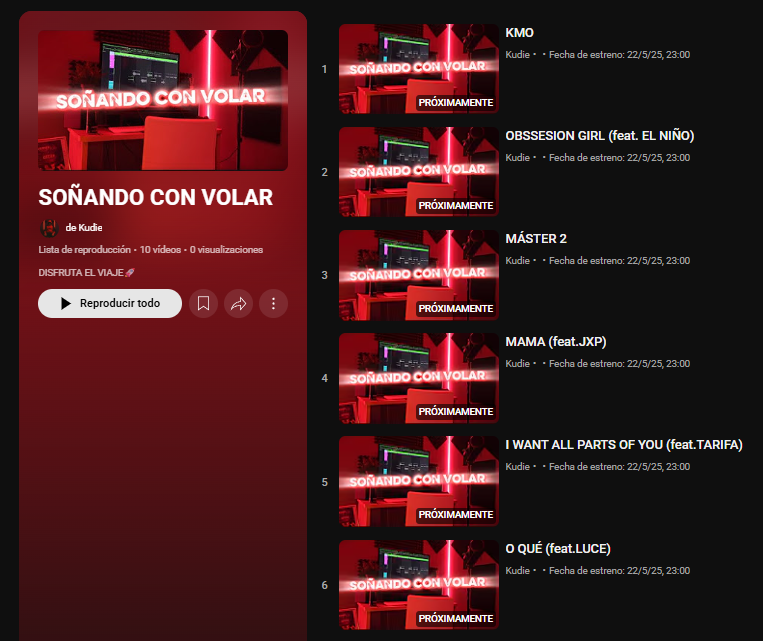 SOÑANDO CON VOLAR
SOÑANDO CON VOLAR
de Kudie
Lista de reproducción • 10 vídeos • 0 visualizaciones
DISFRUTA EL VIAJE🚀
Reproducir todo
1
SOÑANDO CON VOLAR
PRÓXIMAMENTE
KMO
Kudie • • Fecha de estreno: 22/5/25, 23:00
2
SOÑANDO CON VOLAR
PRÓXIMAMENTE
OBSSESION GIRL (feat. EL NIÑO)
Kudie • • Fecha de estreno: 22/5/25, 23:00
3
SOÑANDO CON VOLAR
PRÓXIMAMENTE
MÁSTER 2
Kudie • • Fecha de estreno: 22/5/25, 23:00
4
SOÑANDO CON VOLAR
PRÓXIMAMENTE
MAMA (feat.JXP)
Kudie • • Fecha de estreno: 22/5/25, 23:00
5
SOÑANDO CON VOLAR
PRÓXIMAMENTE
I WANT ALL PARTS OF YOU (feat.TARIFA)
Kudie • • Fecha de estreno: 22/5/25, 23:00
6
SOÑANDO CON VOLAR
PRÓXIMAMENTE
O QUÉ (feat.LUCE)
Kudie • • Fecha de estreno: 22/5/25, 23:00